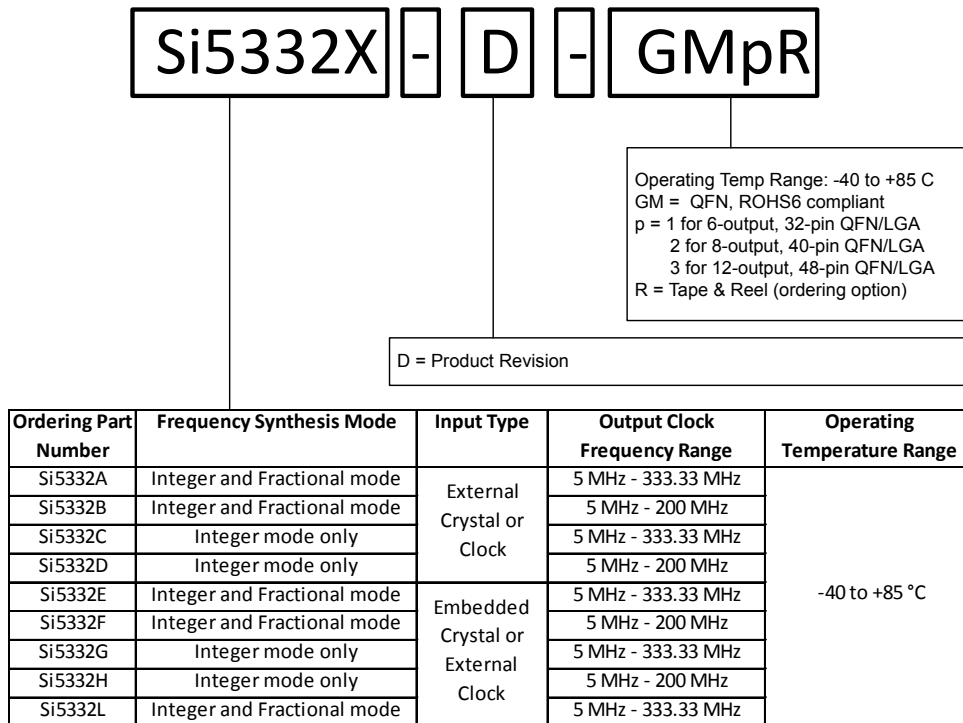 Si5332X - D - GMpR
Operating Temp Range: -40 to +85 C
GM = QFN, ROHS6 compliant
p = 1 for 6-output, 32-pin QFN/LGA
2 for 8-output, 40-pin QFN/LGA
3 for 12-output, 48-pin QFN/LGA
R = Tape & Reel (ordering option)
D = Product Revision
Ordering Part Number Frequency Synthesis Mode Input Type Output Clock Frequency Range Operating Temperature Range
Si5332A Integer and Fractional mode External Crystal or Clock 5 MHz - 333.33 MHz -40 to +85 °C
Si5332B Integer and Fractional mode 5 MHz - 200 MHz
Si5332C Integer mode only 5 MHz - 333.33 MHz
Si5332D Integer mode only 5 MHz - 200 MHz
Si5332E Integer and Fractional mode Embedded Crystal or External Clock 5 MHz - 333.33 MHz
Si5332F Integer and Fractional mode 5 MHz - 200 MHz
Si5332G Integer mode only 5 MHz - 333.33 MHz
Si5332H Integer mode only 5 MHz - 200 MHz
Si5332L Integer and Fractional mode 5 MHz - 333.33 MHz